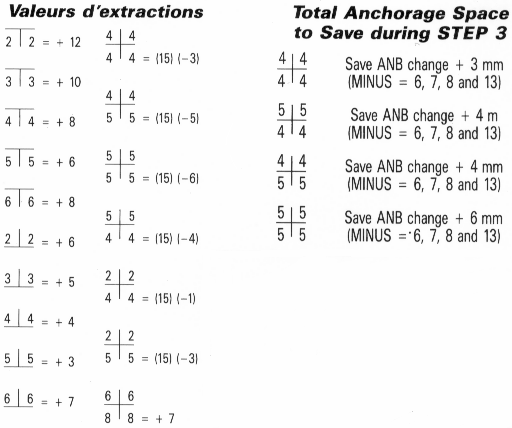 Valeurs d'extractions
2 2 = + 12
3 3 = + 10
4 4 = + 8
5 5 = + 6
6 6 = + 8
2 2 = + 6
3 3 = + 5
4 4 = + 4
5 5 = + 3
6 6 = + 7
4 4
4 4 = (15) (-3)
4 4
5 5 = (15) (-5)
5 5
5 5 = (15) (-6)
5 5
4 4 = (15) (-4)
2 2
4 4 = (15) (-1)
2 2
5 5 = (15) (-3)
6 6
8 8 = + 7
Total Anchorage Space
to Save during STEP 3
4 4 Save ANB change + 3 mm
4 4 (MINUS = 6, 7, 8 and 13)
5 5 Save ANB change + 4 m
4 4 (MINUS = 6, 7, 8 and 13)
4 4 Save ANB change + 4 mm
5 5 (MINUS = 6, 7, 8 and 13)
5 5 Save ANB change + 6 mm
5 5 (MINUS = 6, 7, 8 and 13)